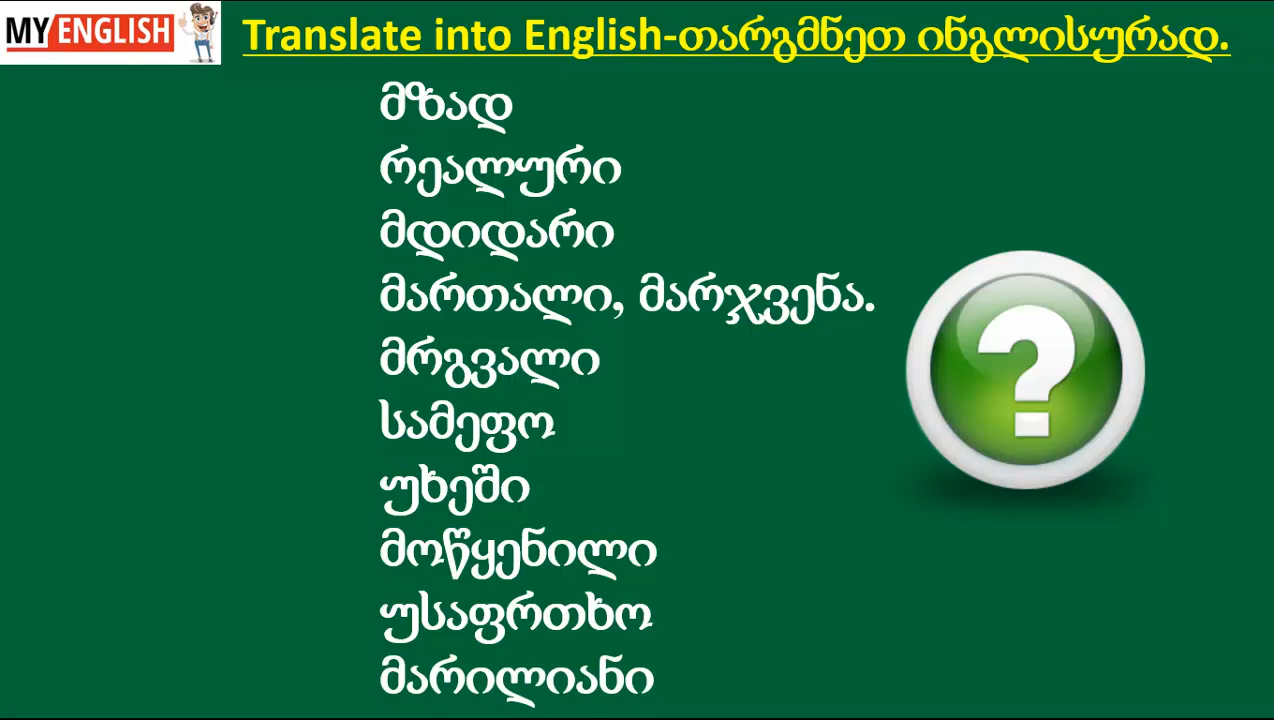 MY ENGLISH
Translate into English-თარგმნეთ ინგლისურად.
მზად
რეალური
მდიდარი
მართალი, მარჯვენა.
მრგვალი
სამეფო
უხეში
მოწყენილი
უსაფრთხო
მარილიანი